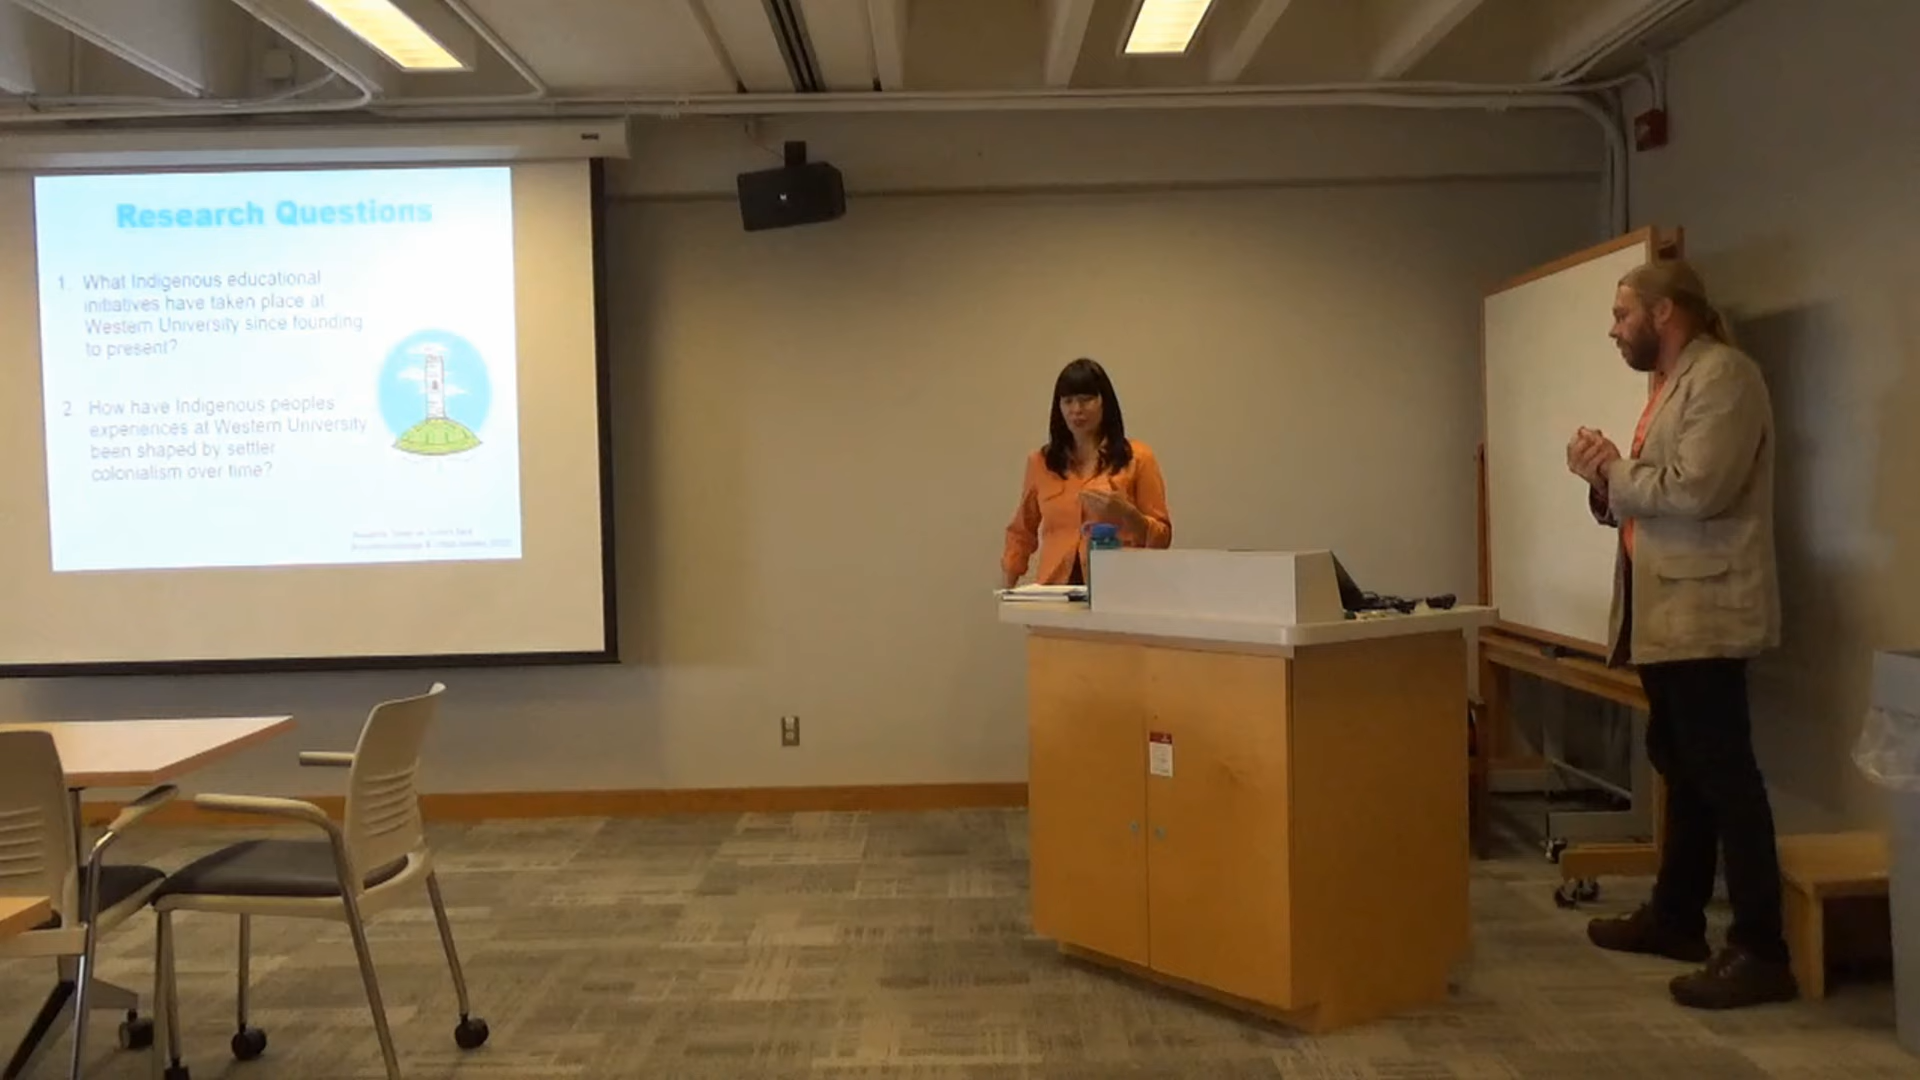 Research Questions
1. What Indigenous educational
initiatives have taken place at
Western University since founding
to present?
2. How have Indigenous peoples
experiences at Western University
been shaped by settler
colonialism over time?